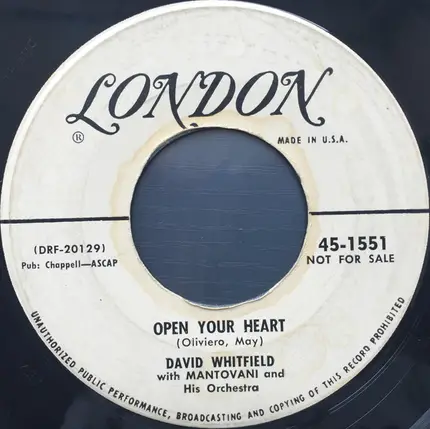 LONDON
®
MADE IN U.S.A.
(DRF-20129)
Pub: Chappell—ASCAP
45-1551
NOT FOR SALE
OPEN YOUR HEART
(Oliviero, May)
DAVID WHITFIELD
with MANTOVANI and
His Orchestra
UNAUTHORIZED PUBLIC PERFORMANCE, BROADCASTING AND COPYING OF THIS RECORD PROHIBITED